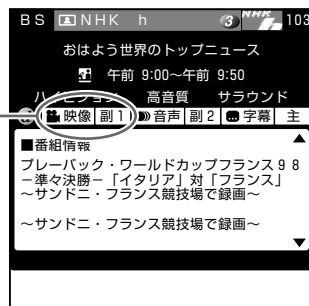 BS NHK h 3 NHK 103
おはよう世界のトップニュース
午前 9:00～午前 9:50
ハイビジョン 高音質 サラウンド
映像 副1 音声 副2 字幕 主
■番組情報
プレーバック・ワールドカップフランス98
－準々決勝－「イタリア」対「フランス」
～サンドニ・フランス競技場で録画～
～サンドニ・フランス競技場で録画～